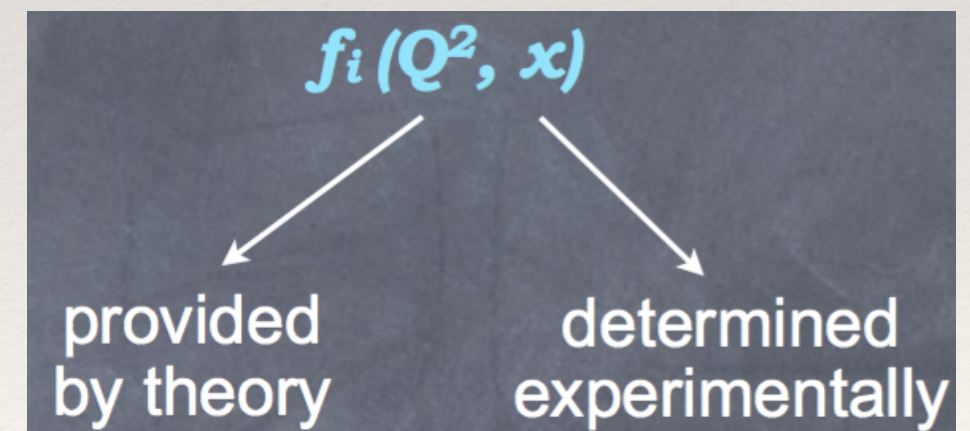 fi (Q², x)
provided
by theory
determined
experimentally